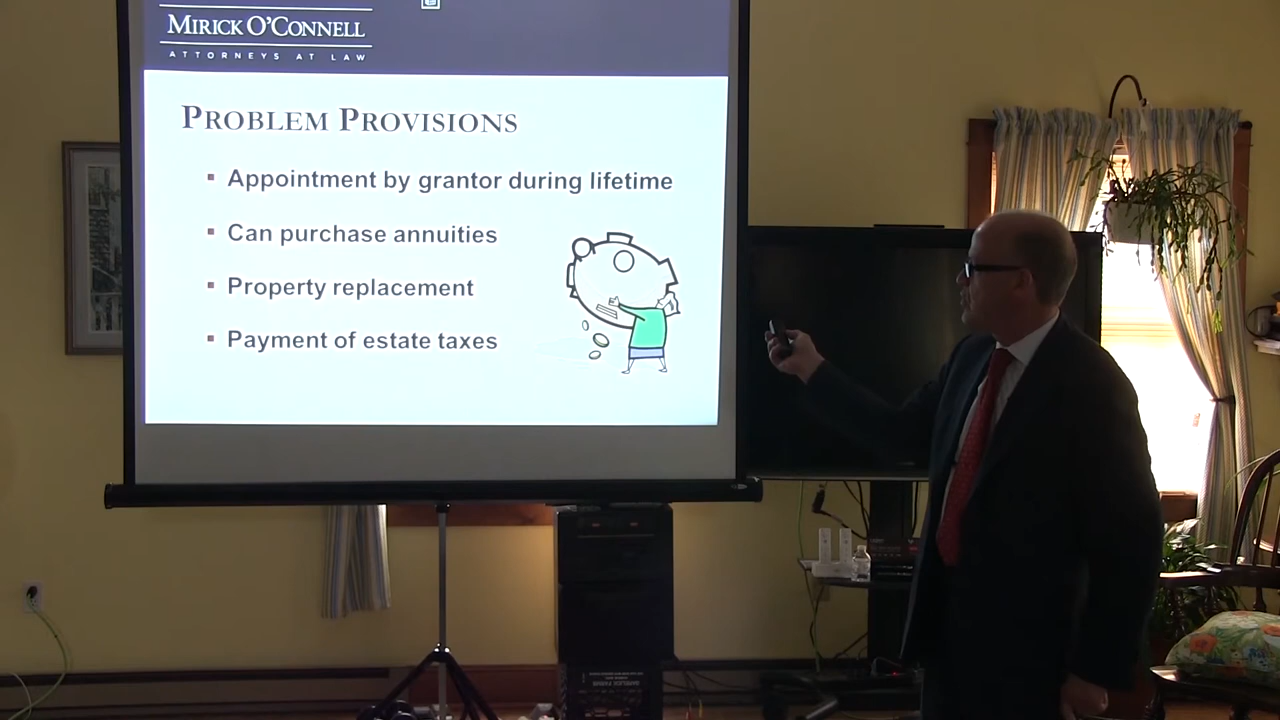 MIRICK O'CONNELL
ATTORNEYS AT LAW
PROBLEM PROVISIONS
▪ Appointment by grantor during lifetime
▪ Can purchase annuities
▪ Property replacement
▪ Payment of estate taxes